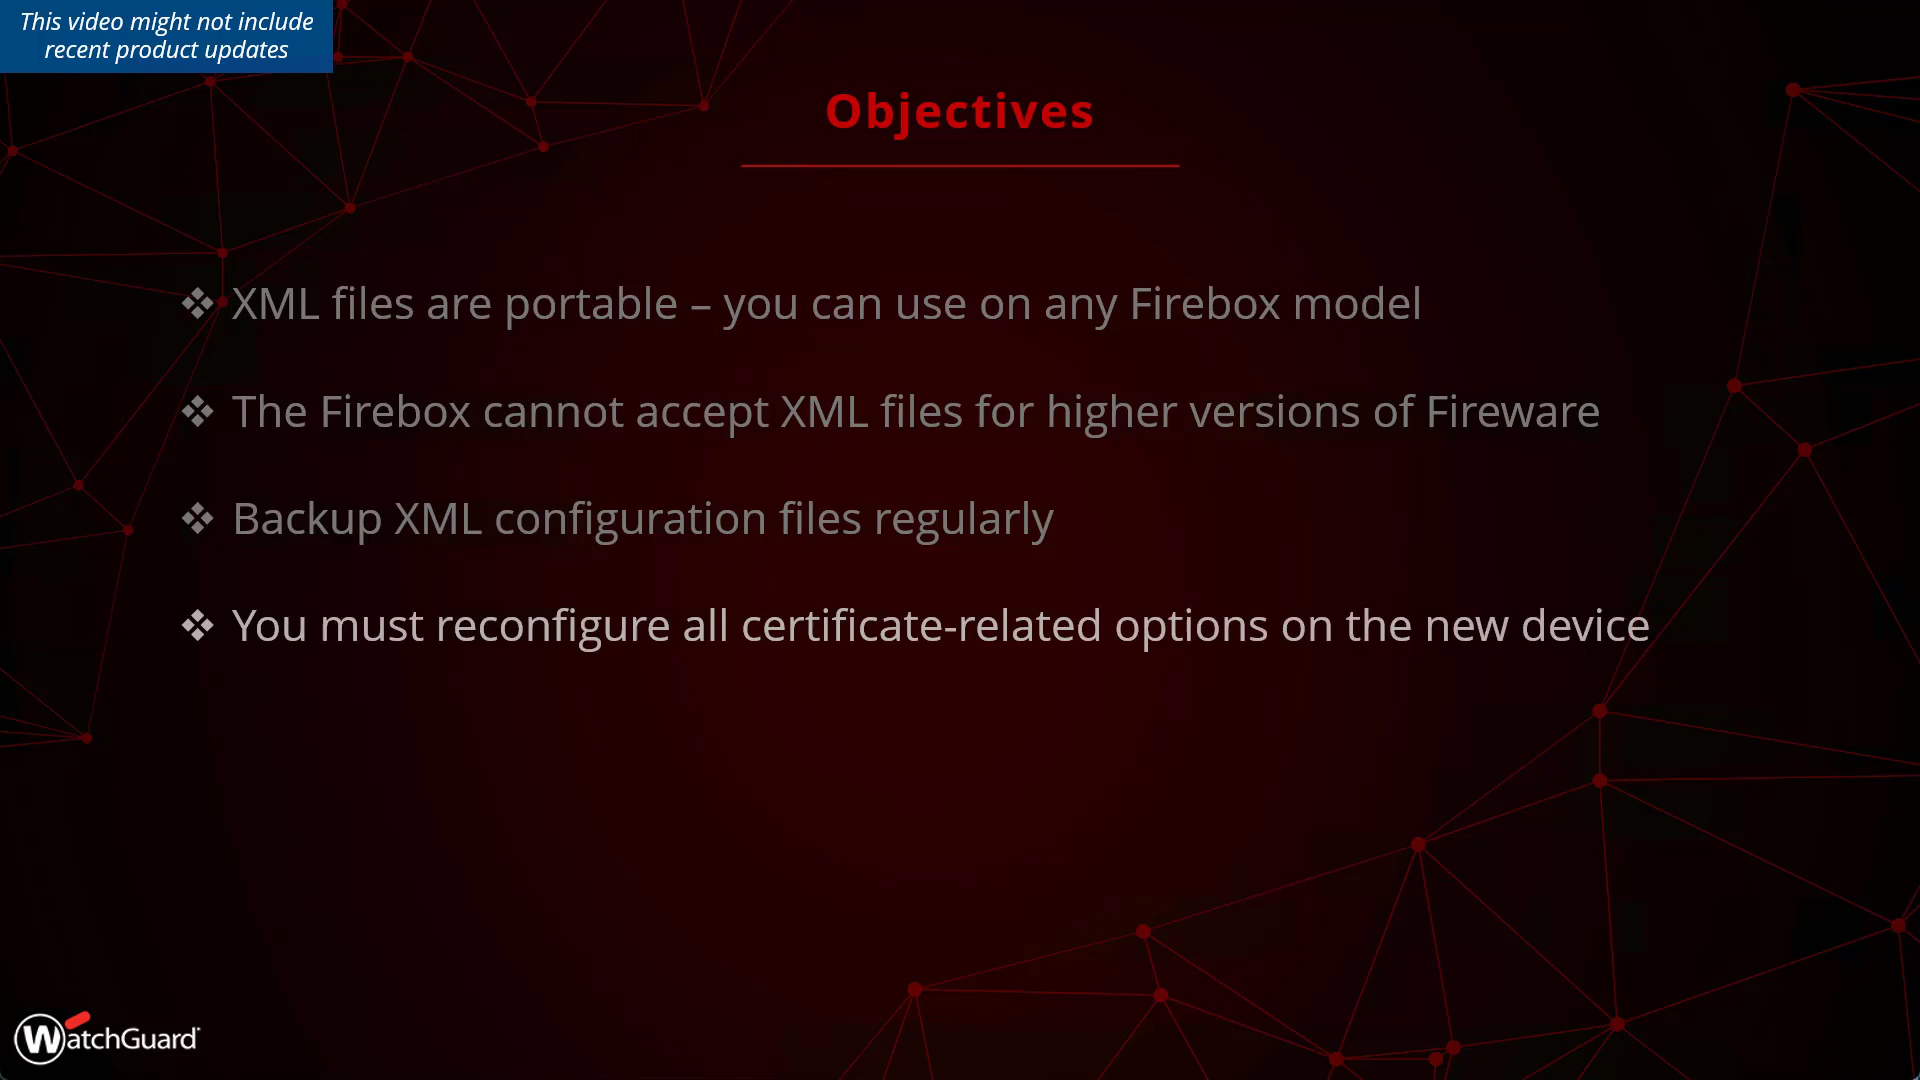 This video might not include
recent product updates
Objectives
❖ XML files are portable – you can use on any Firebox model
❖ The Firebox cannot accept XML files for higher versions of Fireware
❖ Backup XML configuration files regularly
❖ You must reconfigure all certificate-related options on the new device
WatchGuard